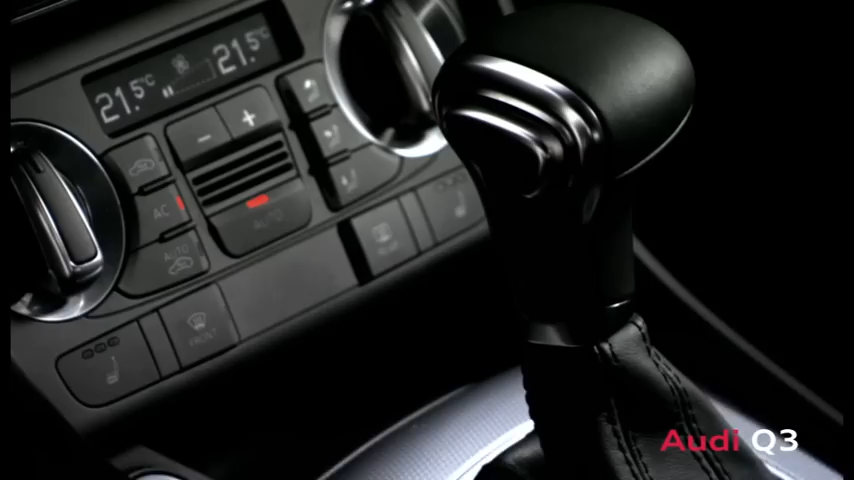 21.5°C
21.5°C
AC
AUTO
AUTO
FRONT
REAR
Audi Q3